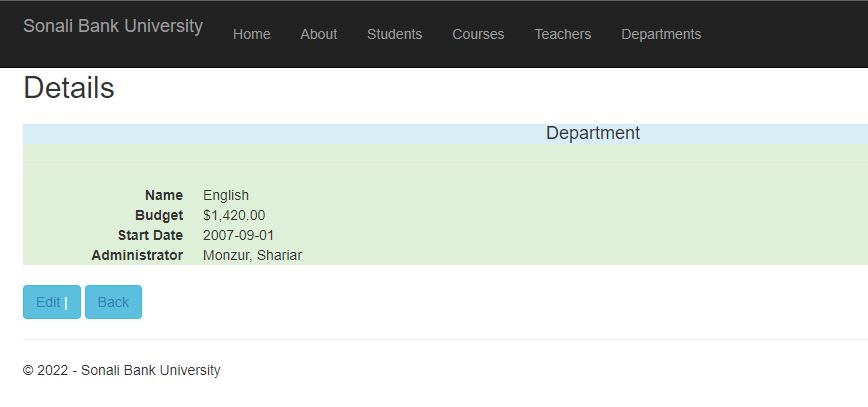 Sonali Bank University Home About Students Courses Teachers Departments
Details
Department
Name English
Budget $1,420.00
Start Date 2007-09-01
Administrator Monzur, Shariar
Edit | Back
© 2022 - Sonali Bank University